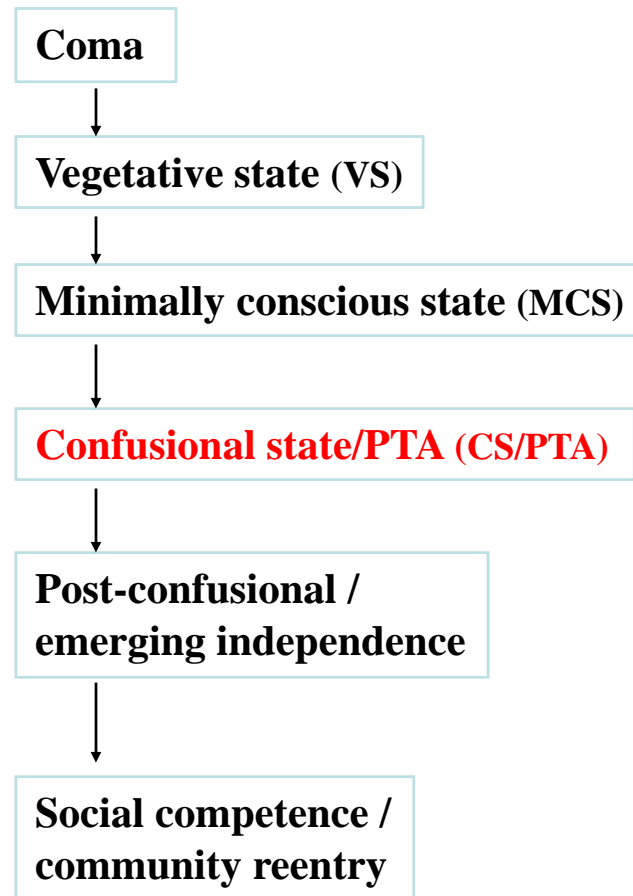 Coma
Vegetative state (VS)
Minimally conscious state (MCS)
Confusional state/PTA (CS/PTA)
Post-confusional /
emerging independence
Social competence /
community reentry